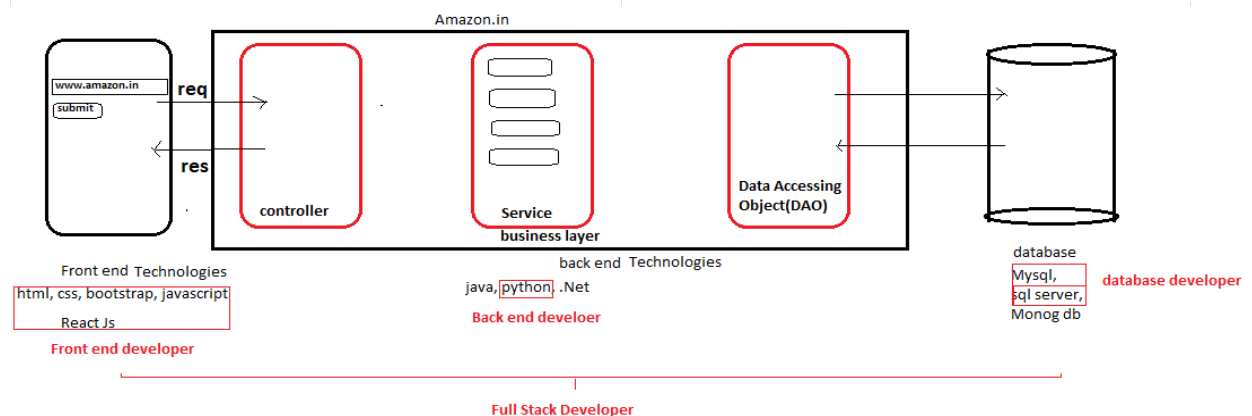 Amazon.in
www.amazon.in
submit
req
res
controller
Service
business layer
Data Accessing
Object(DAO)
Front end Technologies
html, css, bootstrap, javascript
React Js
Front end developer
back end Technologies
java, python, .Net
Back end develoer
database
Mysql,
sql server,
Monog db
database developer
Full Stack Developer